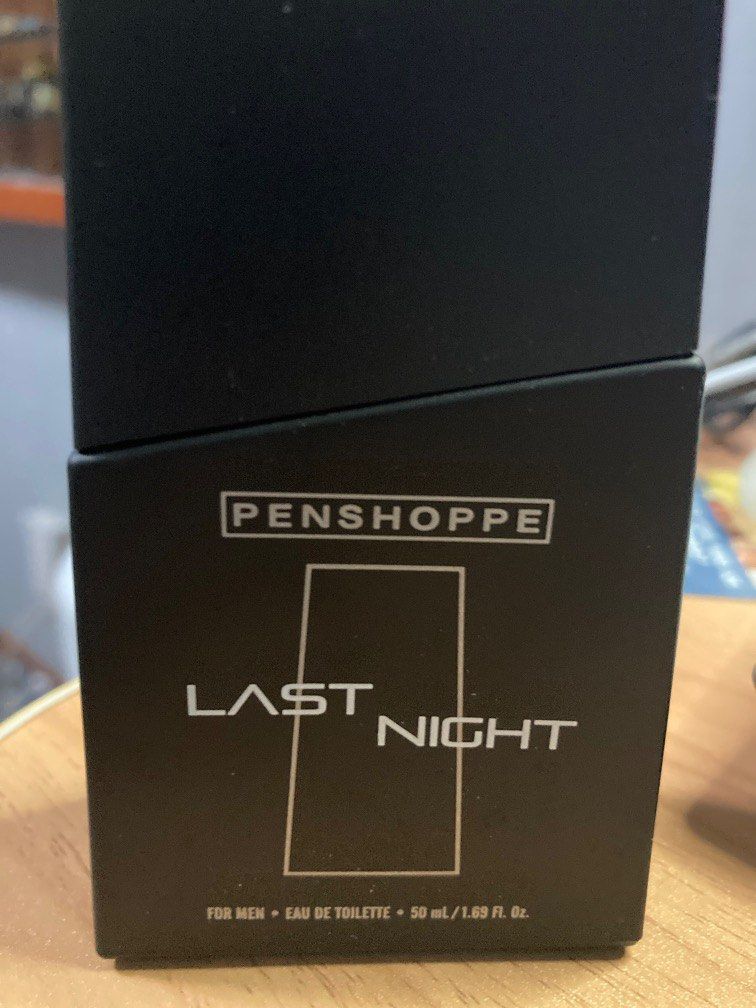 PENSHOPPE
LAST
NIGHT
FOR MEN • EAU DE TOILETTE • 50 mL/1.69 Fl. Oz.